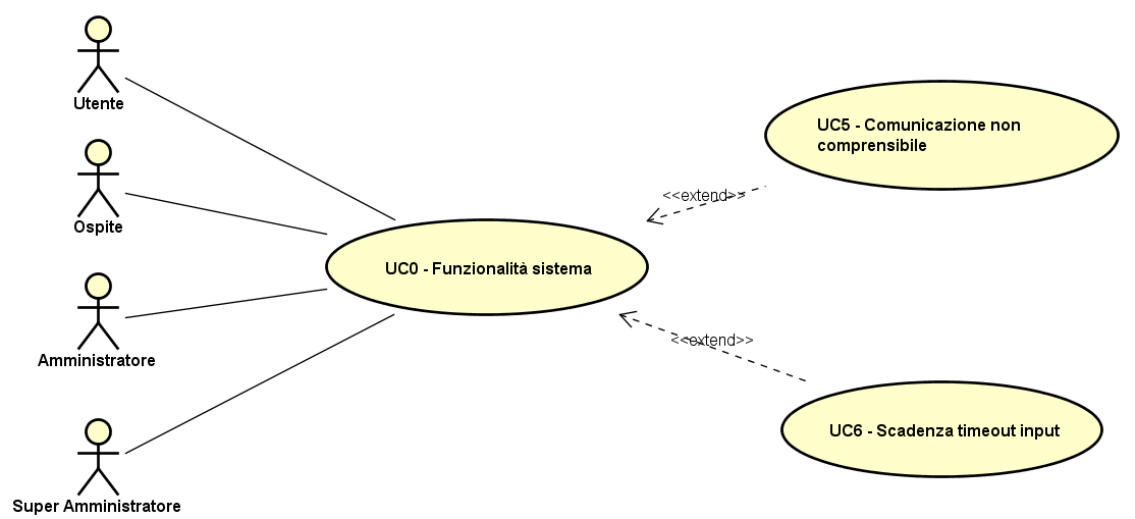 Utente
Ospite
Amministratore
Super Amministratore
UC0 - Funzionalità sistema
<<extend>>
<<extend>>
UC5 - Comunicazione non
comprensibile
UC6 - Scadenza timeout input